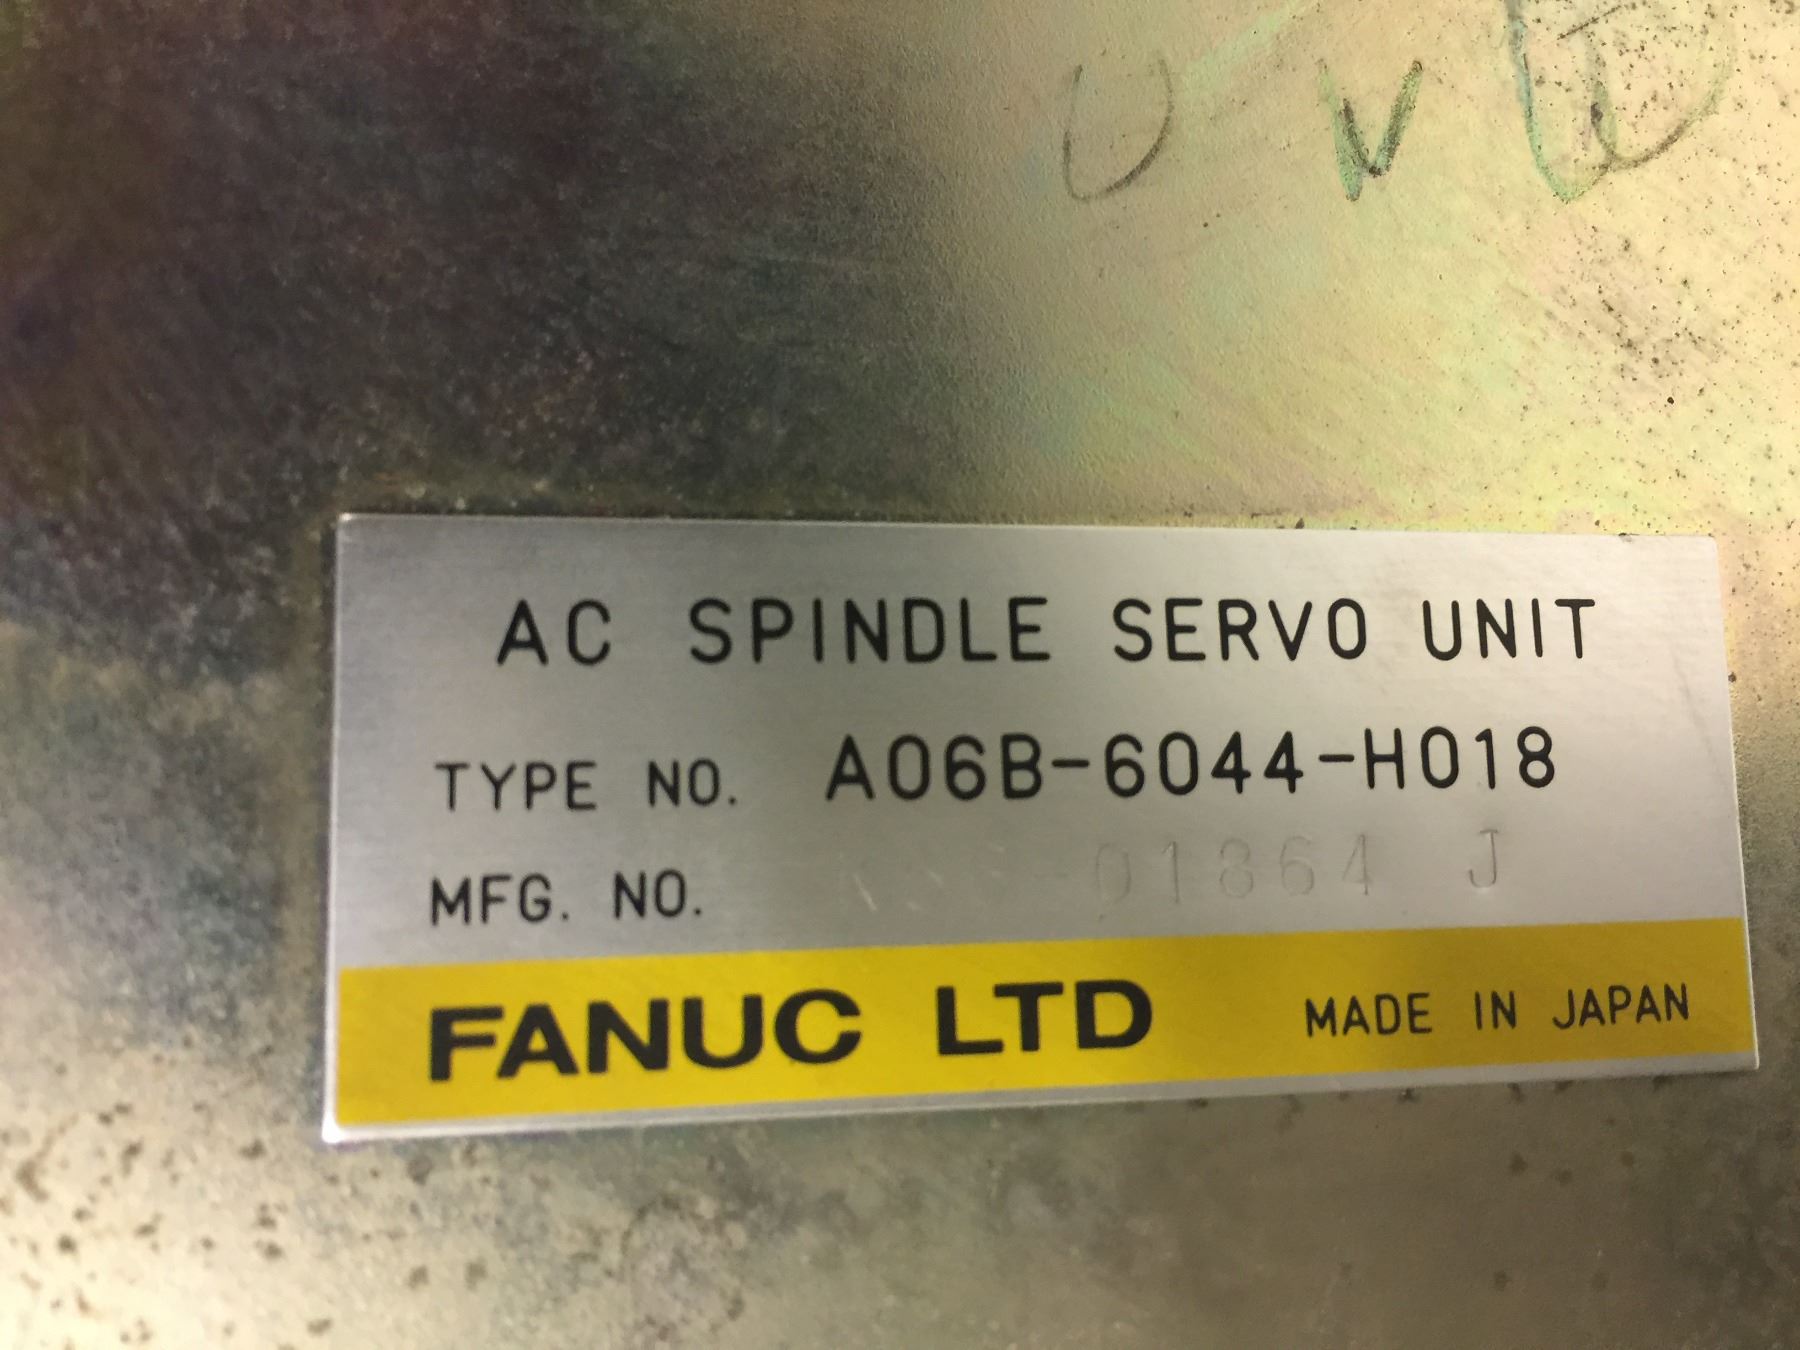 U V W
AC SPINDLE SERVO UNIT
TYPE NO. A06B-6044-H018
MFG. NO. 01864 J
FANUC LTD MADE IN JAPAN